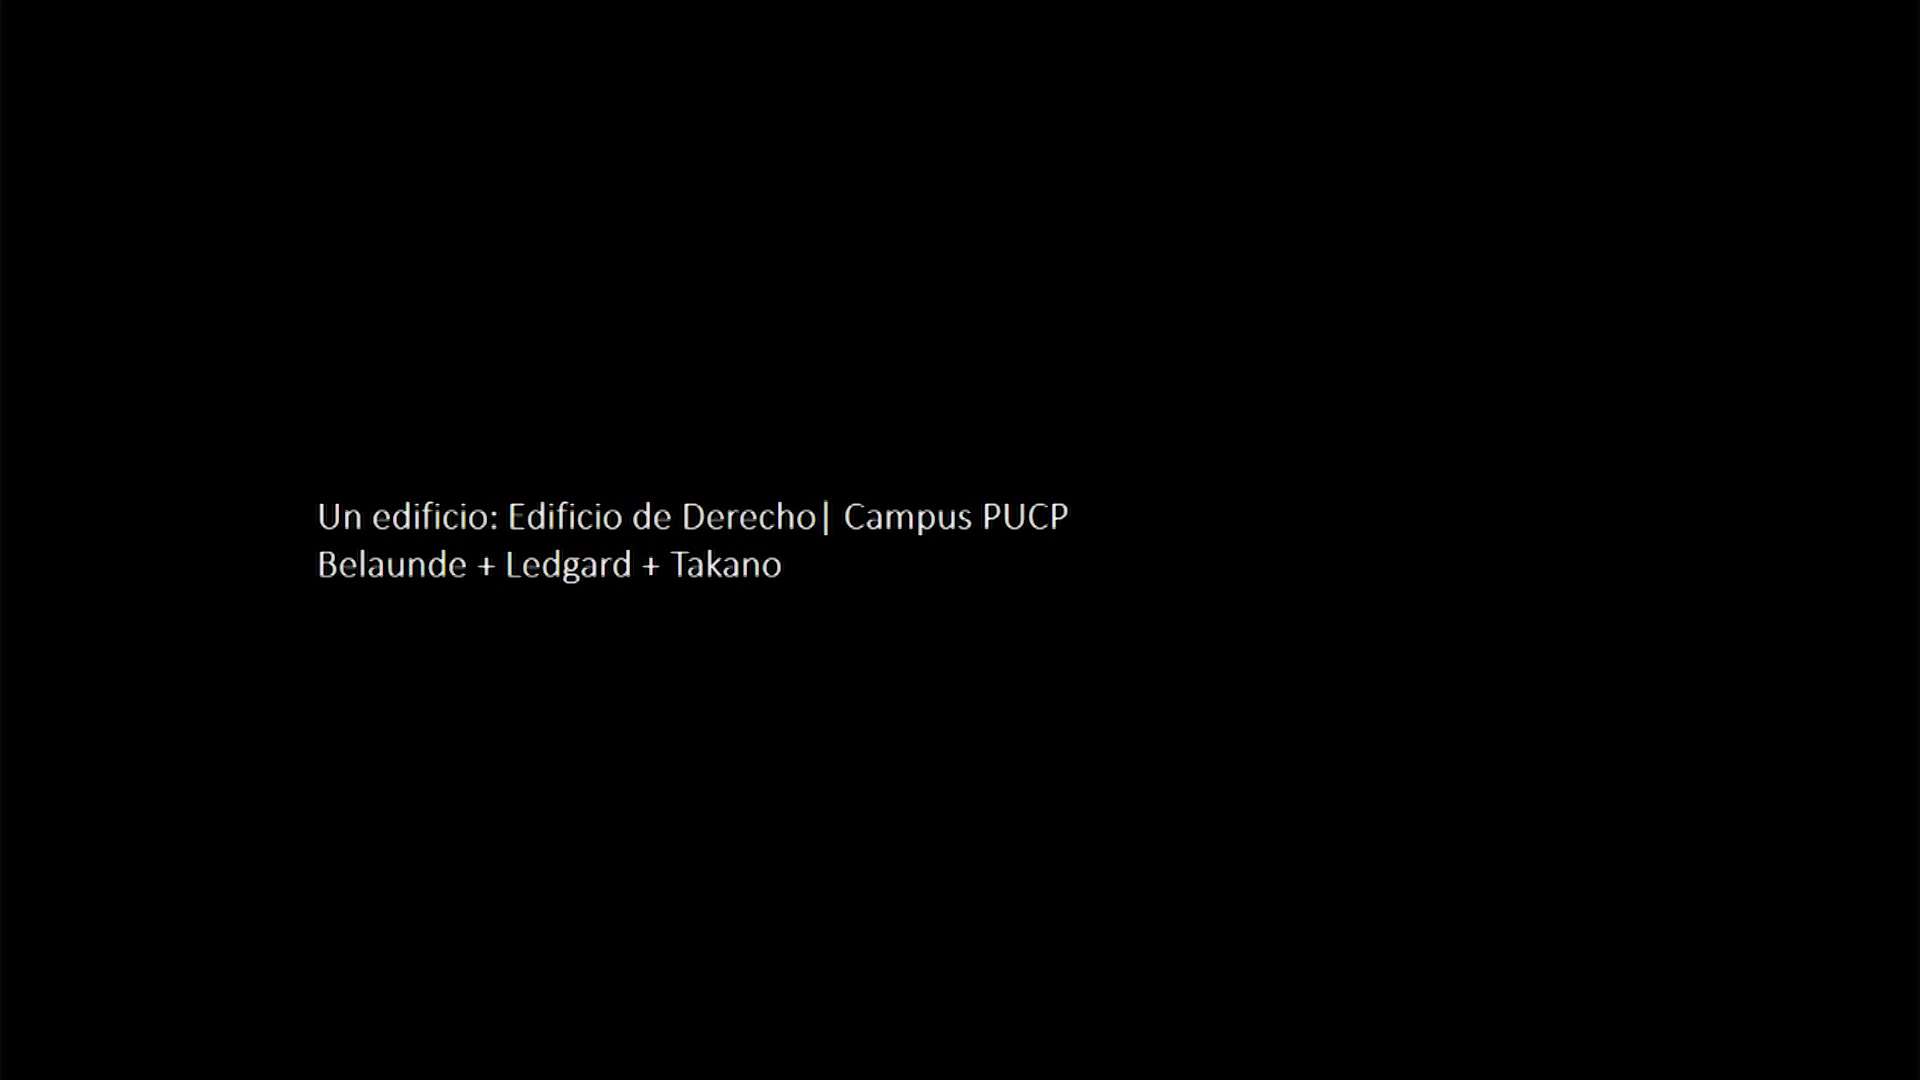 Un edificio: Edificio de Derecho| Campus PUCP
Belaunde + Ledgard + Takano